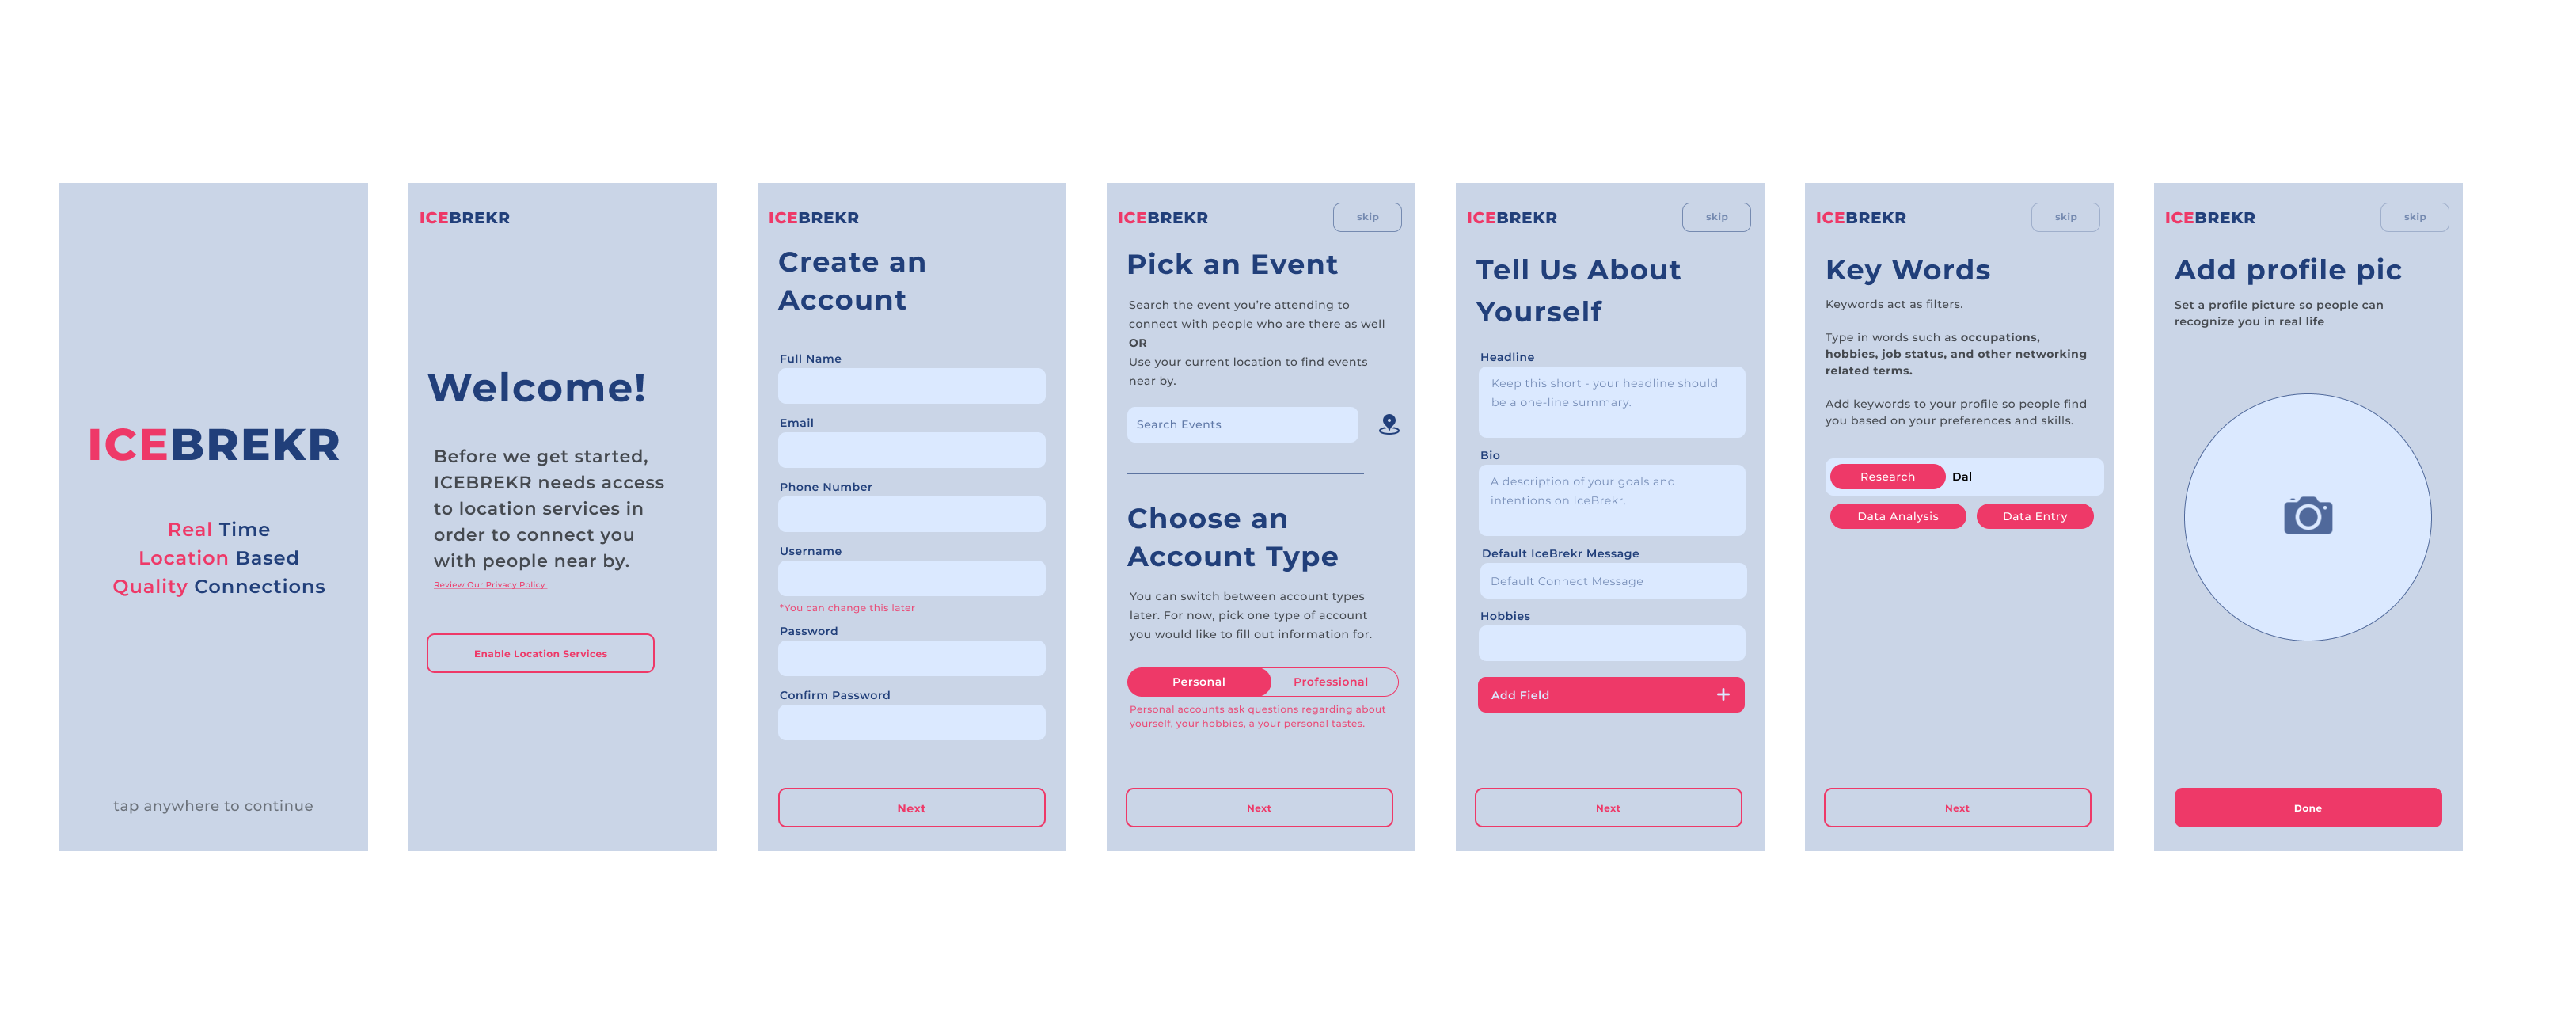 ICEBREKR
Real Time
Location Based
Quality Connections
tap anywhere to continue
ICEBREKR
Welcome!
Before we get started,
ICEBREKR needs access
to location services in
order to connect you
with people near by.
Review Our Privacy Policy
Enable Location Services
ICEBREKR
Create an
Account
Full Name
Email
Phone Number
Username
*You can change this later
Password
Confirm Password
Next
ICEBREKR
skip
Pick an Event
Search the event you’re attending to
connect with people who are there as well
OR
Use your current location to find events
near by.
Search Events
Choose an
Account Type
You can switch between account types
later. For now, pick one type of account
you would like to fill out information for.
Personal Professional
Personal accounts ask questions regarding about
yourself, your hobbies, a your personal tastes.
Next
ICEBREKR
skip
Tell Us About
Yourself
Headline
Keep this short - your headline should
be a one-line summary.
Bio
A description of your goals and
intentions on IceBrekr.
Default IceBrekr Message
Default Connect Message
Hobbies
Add Field +
Next
ICEBREKR
skip
Key Words
Keywords act as filters.
Type in words such as occupations,
hobbies, job status, and other networking
related terms.
Add keywords to your profile so people find
you based on your preferences and skills.
Research Da
Data Analysis Data Entry
Next
ICEBREKR
skip
Add profile pic
Set a profile picture so people can
recognize you in real life
Done